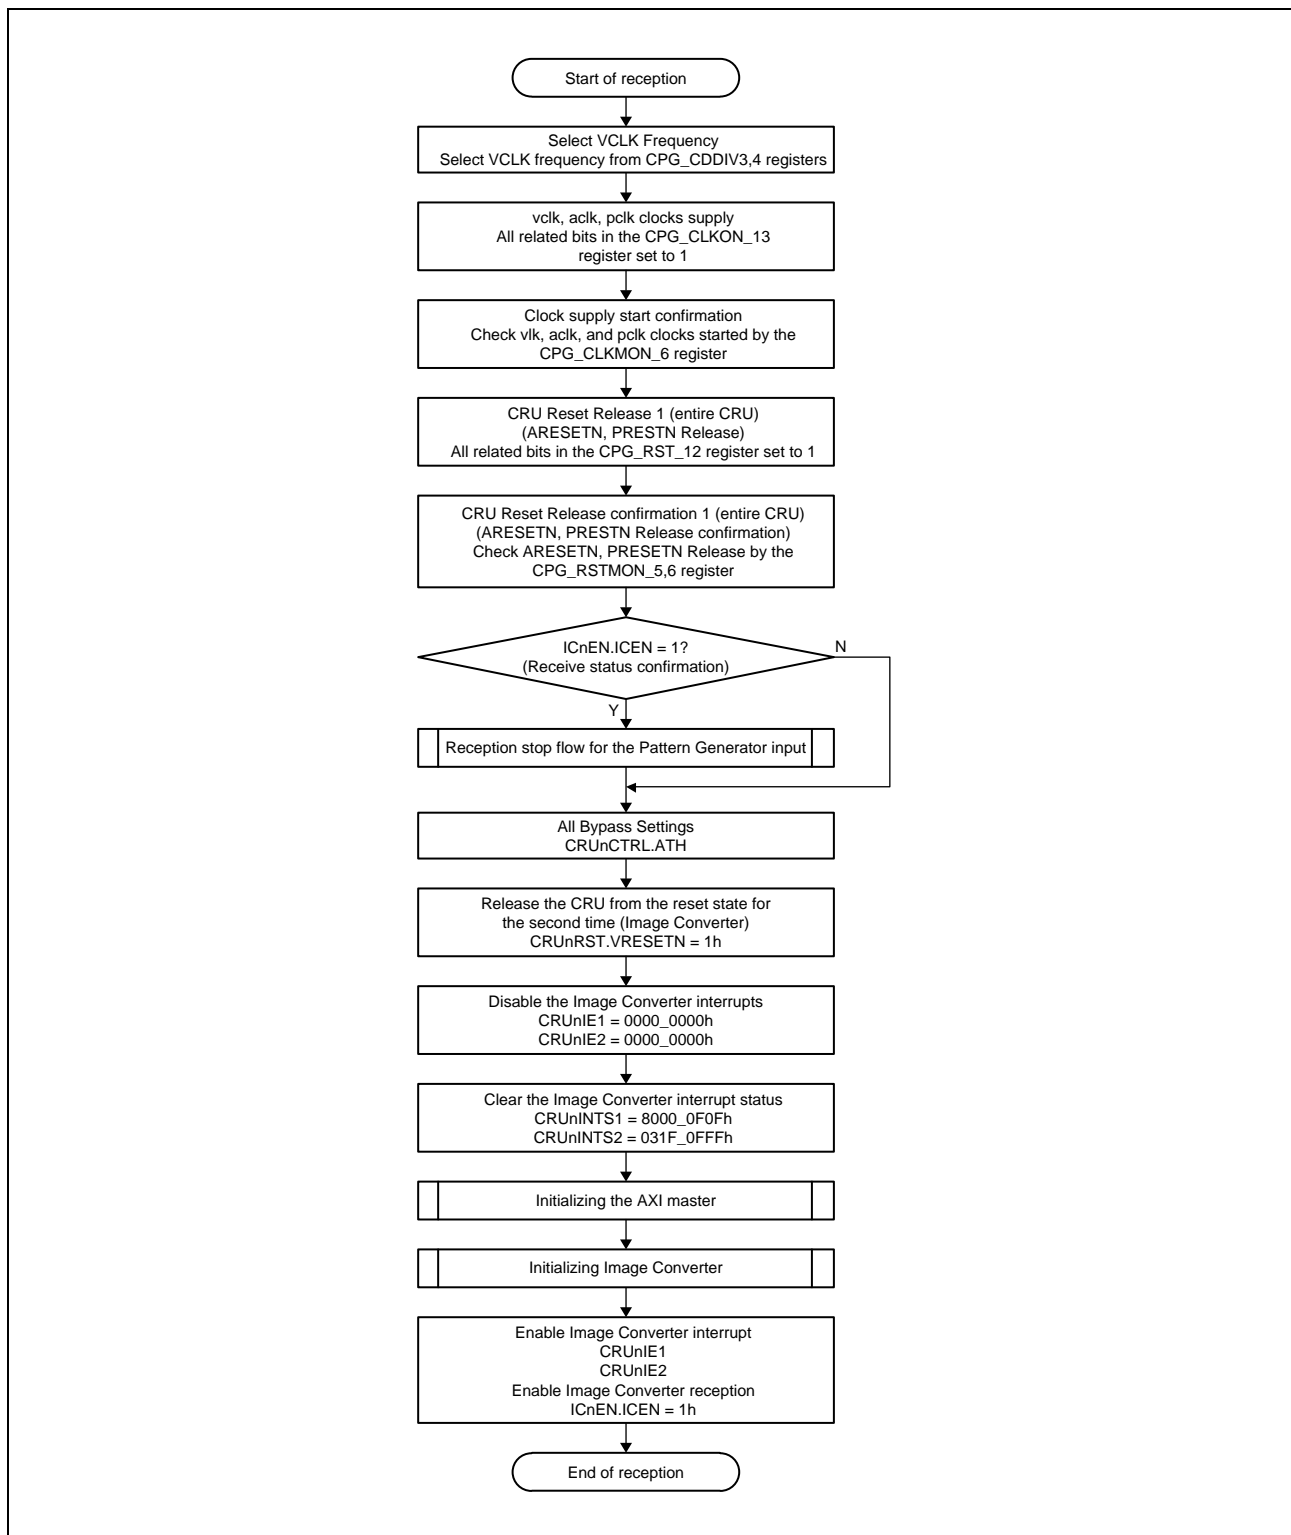 Start of reception
Select VCLK Frequency
Select VCLK frequency from CPG_CDDIV3,4 registers
vclk, aclk, pclk clocks supply
All related bits in the CPG_CLKON_13
register set to 1
Clock supply start confirmation
Check vlk, aclk, and pclk clocks started by the
CPG_CLKMON_6 register
CRU Reset Release 1 (entire CRU)
(ARESETN, PRESTN Release)
All related bits in the CPG_RST_12 register set to 1
CRU Reset Release confirmation 1 (entire CRU)
(ARESETN, PRESTN Release confirmation)
Check ARESETN, PRESETN Release by the
CPG_RSTMON_5,6 register
ICnEN.ICEN = 1?
(Receive status confirmation)
N
Y
Reception stop flow for the Pattern Generator input
All Bypass Settings
CRUnCTRL.ATH
Release the CRU from the reset state for
the second time (Image Converter)
CRUnRST.VRESETN = 1h
Disable the Image Converter interrupts
CRUnIE1 = 0000_0000h
CRUnIE2 = 0000_0000h
Clear the Image Converter interrupt status
CRUnINTS1 = 8000_0F0Fh
CRUnINTS2 = 031F_0FFFh
Initializing the AXI master
Initializing Image Converter
Enable Image Converter interrupt
CRUnIE1
CRUnIE2
Enable Image Converter reception
ICnEN.ICEN = 1h
End of reception